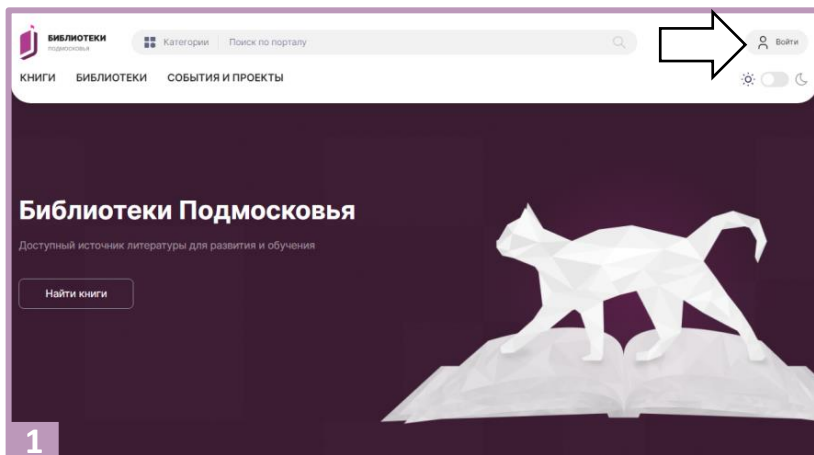 БИБЛИОТЕКИ
ПОДМОСКОВЬЯ
Категории Поиск по порталу
Войти
КНИГИ БИБЛИОТЕКИ СОБЫТИЯ И ПРОЕКТЫ
Библиотеки Подмосковья
Доступный источник литературы для развития и обучения
Найти книги
1